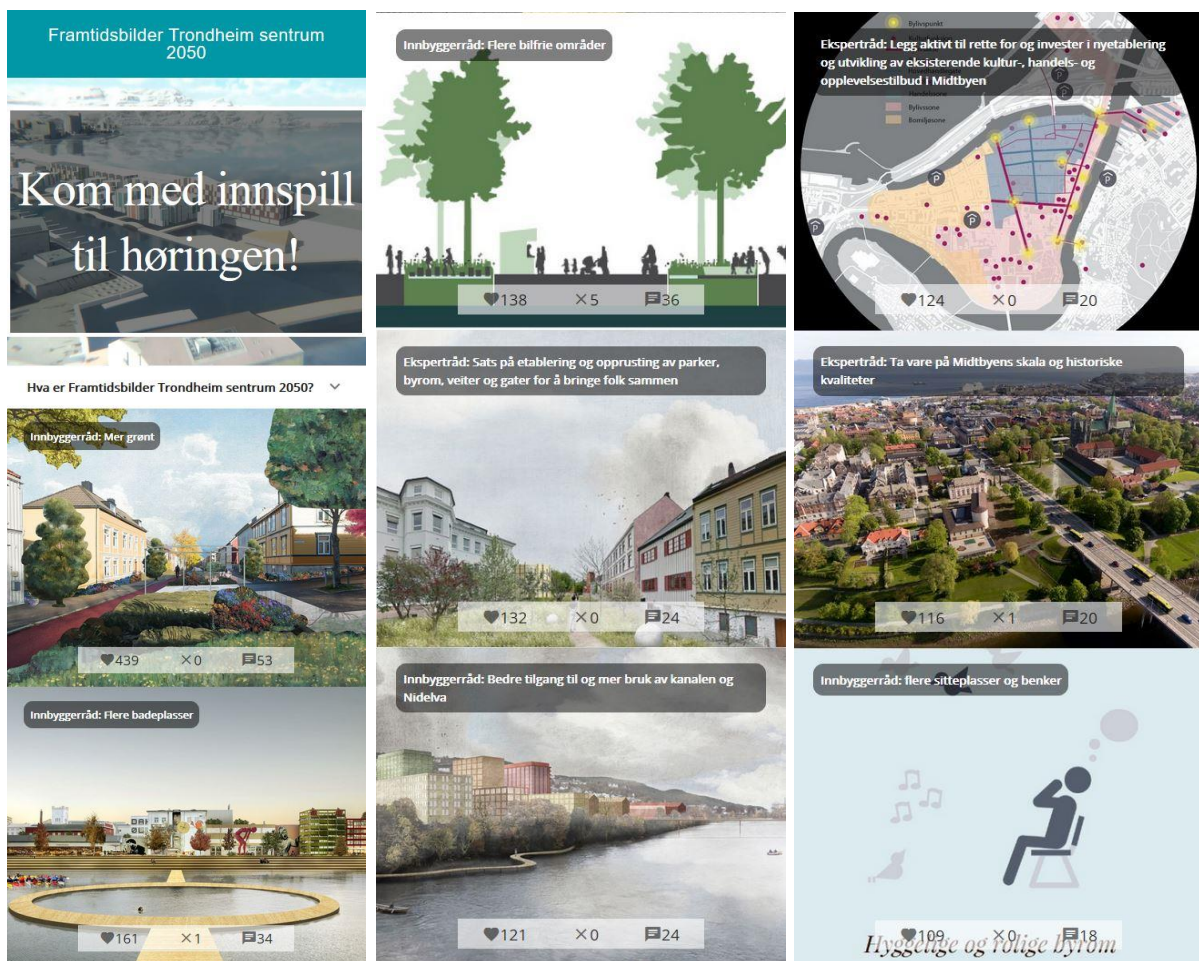 Framtidsbilder Trondheim sentrum
2050
Kom med innspill
til høringen!
Hva er Framtidsbilder Trondheim sentrum 2050?
Innbyggerråd: Mer grønt
439 0 53
Innbyggerråd: Flere badeplasser
161 1 34
Innbyggerråd: Flere bilfrie områder
138 5 36
Ekspertråd: Sats på etablering og opprusting av parker,
byrom, veiter og gater for å bringe folk sammen
132 0 24
Innbyggerråd: Bedre tilgang til og mer bruk av kanalen og
Nidelva
121 0 24
Bylivspunkt
Ekspertråd: Legg aktivt til rette for og invester i nyetablering
og utvikling av eksisterende kultur-, handels- og
opplevelsestilbud i Midtbyen
Handelssone
Bylivssone
Bomiljøsone
P
P
P
P
P
124 0 20
Ekspertråd: Ta vare på Midtbyens skala og historiske
kvaliteter
116 1 20
Innbyggerråd: flere sitteplasser og benker
109 0 18
Hyggelige og rolige byrom